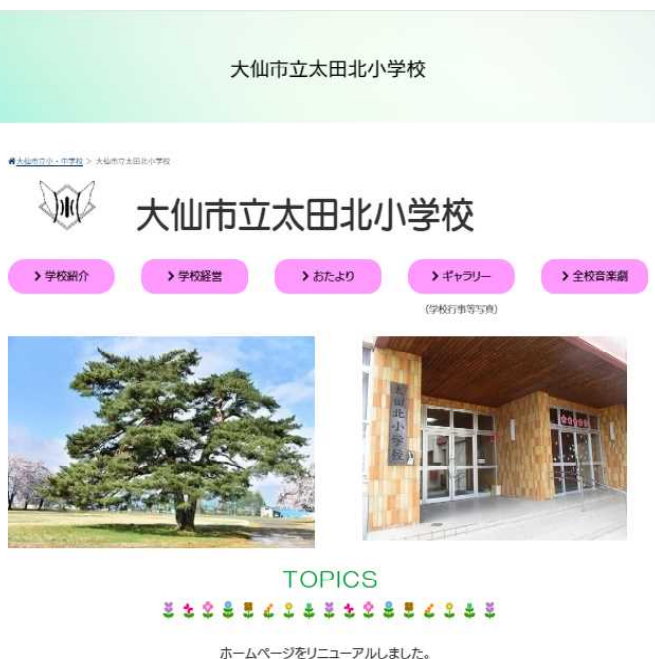 大仙市立太田北小学校
大仙市立小・中学校 > 大仙市立太田北小学校
大仙市立太田北小学校
学校紹介
学校経営
おたより
ギャラリー
全校音楽劇
(学校行事等写真)
太田北小学校
TOPICS
ホームページをリニューアルしました。